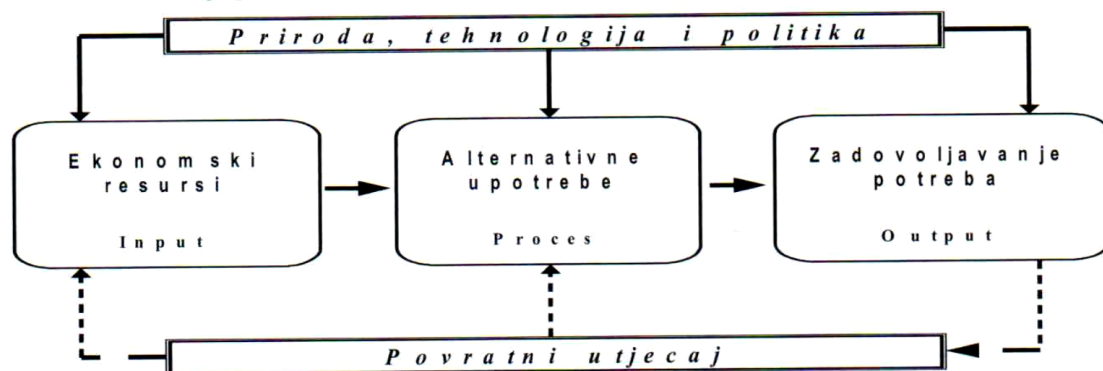 Priroda, tehnologija i politika
Ekonomski
resursi
Input
Alternativne
upotrebe
Proces
Zadovoljavanje
potreba
Output
Povratni utjecaj